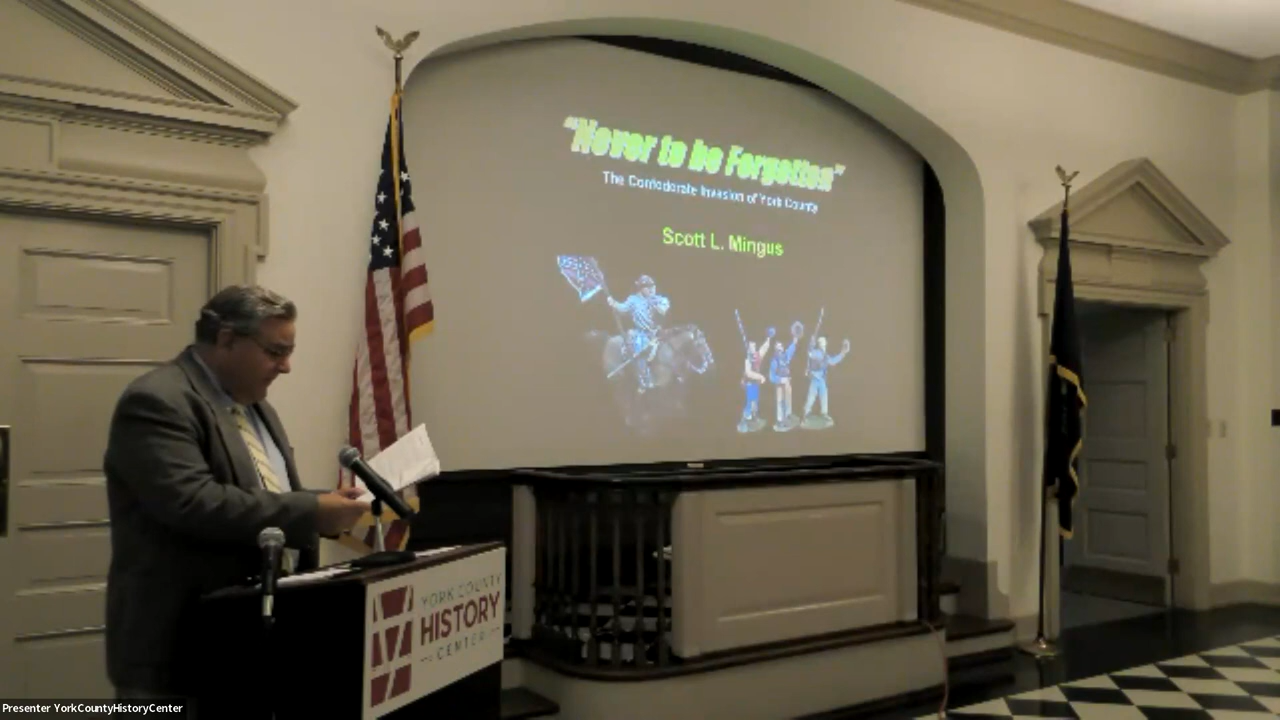 "Never to be Forgotten"
The Confederate Invasion of York County
Scott L. Mingus
YORK COUNTY
HISTORY
CENTER
Presenter YorkCountyHistoryCenter